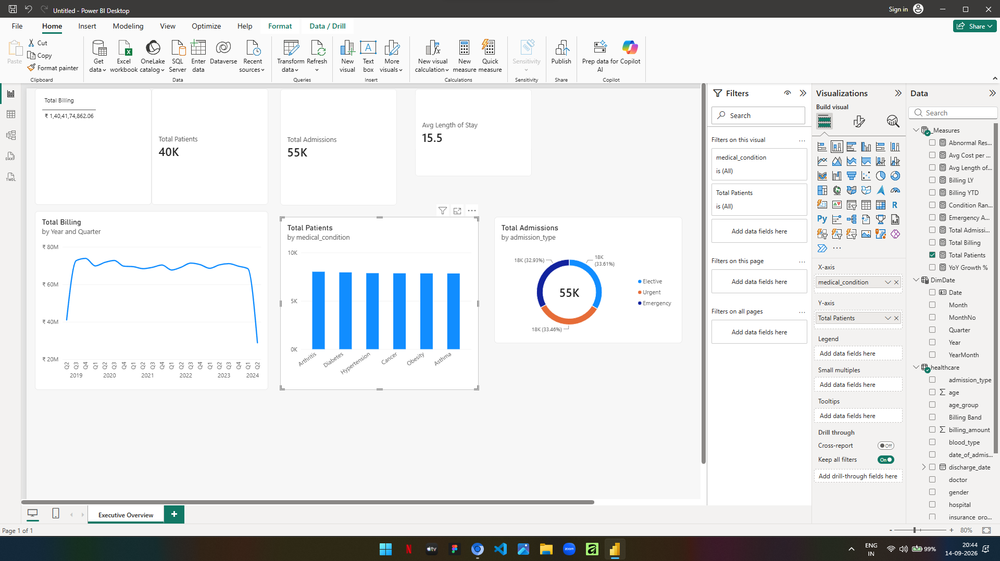 Untitled - Power BI Desktop
Sign in
File
Home
Insert
Modeling
View
Optimize
Help
Format
Data / Drill
Share
Paste
Cut
Copy
Format painter
Clipboard
Get data
Excel workbook
OneLake catalog
SQL Server
Enter data
Dataverse
Recent sources
Data
Transform data
Refresh
Queries
New visual
Text box
More visuals
Insert
New visual calculation
New measure
Quick measure
Calculations
Sensitivity
Sensitivity
Publish
Share
Prep data for AI
Copilot
Copilot
DAX
TMDL
Total Billing
₹ 1,40,41,74,862.06
Total Patients
40K
Total Admissions
55K
Avg Length of Stay
15.5
Total Billing
by Year and Quarter
₹ 80M
₹ 60M
₹ 40M
₹ 20M
Q2 Q3 Q4 Q1 Q2 Q3 Q4 Q1 Q2 Q3 Q4 Q1 Q2 Q3 Q4 Q1 Q2 Q3 Q4 Q1 Q2
2019 2020 2021 2022 2023 2024
Total Patients
by medical_condition
10K
5K
0K
Arthritis
Diabetes
Hypertension
Cancer
Obesity
Asthma
Total Admissions
by admission_type
18K (32.93%)
18K
(33.61%)
55K
18K (33.46%)
Elective
Urgent
Emergency
Filters
Search
Filters on this visual
medical_condition
is (All)
Total Patients
is (All)
Add data fields here
Filters on this page
Add data fields here
Filters on all pages
Add data fields here
Visualizations
Build visual
R
Py
X-axis
medical_condition
Y-axis
Total Patients
Legend
Add data fields here
Small multiples
Add data fields here
Tooltips
Add data fields here
Drill through
Cross-report
Off
Keep all filters
On
Add drill-through fields here
Data
Search
_Measures
Abnormal Res...
Avg Cost per ...
Avg Length of...
Billing LY
Billing YTD
Condition Ran...
Emergency A...
Total Admissi...
Total Billing
Total Patients
YoY Growth %
DimDate
Date
Month
MonthNo
Quarter
Year
YearMonth
healthcare
admission_type
age
age_group
Billing Band
billing_amount
blood_type
date_of_admis...
discharge_date
doctor
gender
hospital
insurance_pro...
Executive Overview
Page 1 of 1
80%
tv
zoom
ENG
IN
99%
20:44
14-09-2026